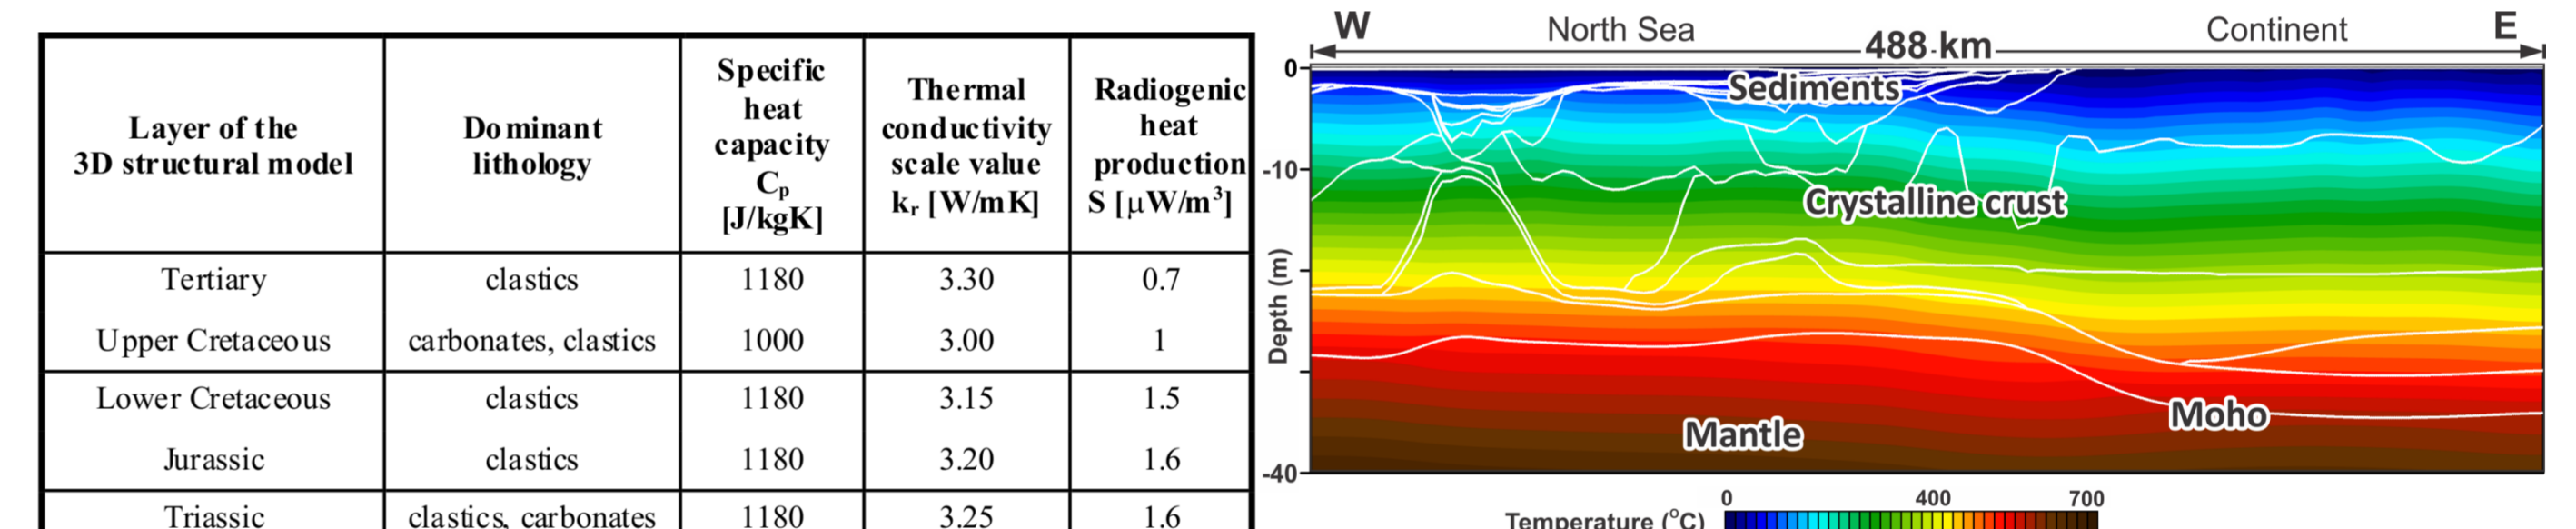 Layer of the
3D structural model
Dominant
lithology
Specific
heat
capacity
Cp
[J/kgK]
Thermal
conductivity
scale value
kr [W/mK]
Radiogenic
heat
production
S [μW/m³]
Tertiary clastics 1180 3.30 0.7
Upper Cretaceous carbonates, clastics 1000 3.00 1
Lower Cretaceous clastics 1180 3.15 1.5
Jurassic clastics 1180 3.20 1.6
Triassic clastics, carbonates 1180 3.25 1.6
W North Sea Continent E
488 km
0
Sediments
-10
Crystalline crust
Depth (m)
Moho
Mantle
-40
0 400 700
Temperature (°C)